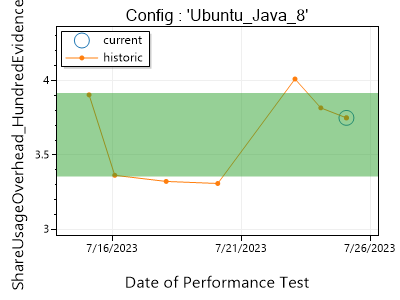 Config : 'Ubuntu_Java_8'
current
historic
ShareUsageOverhead_HundredEvidence
4
3.5
3
7/16/2023
7/21/2023
7/26/2023
Date of Performance Test